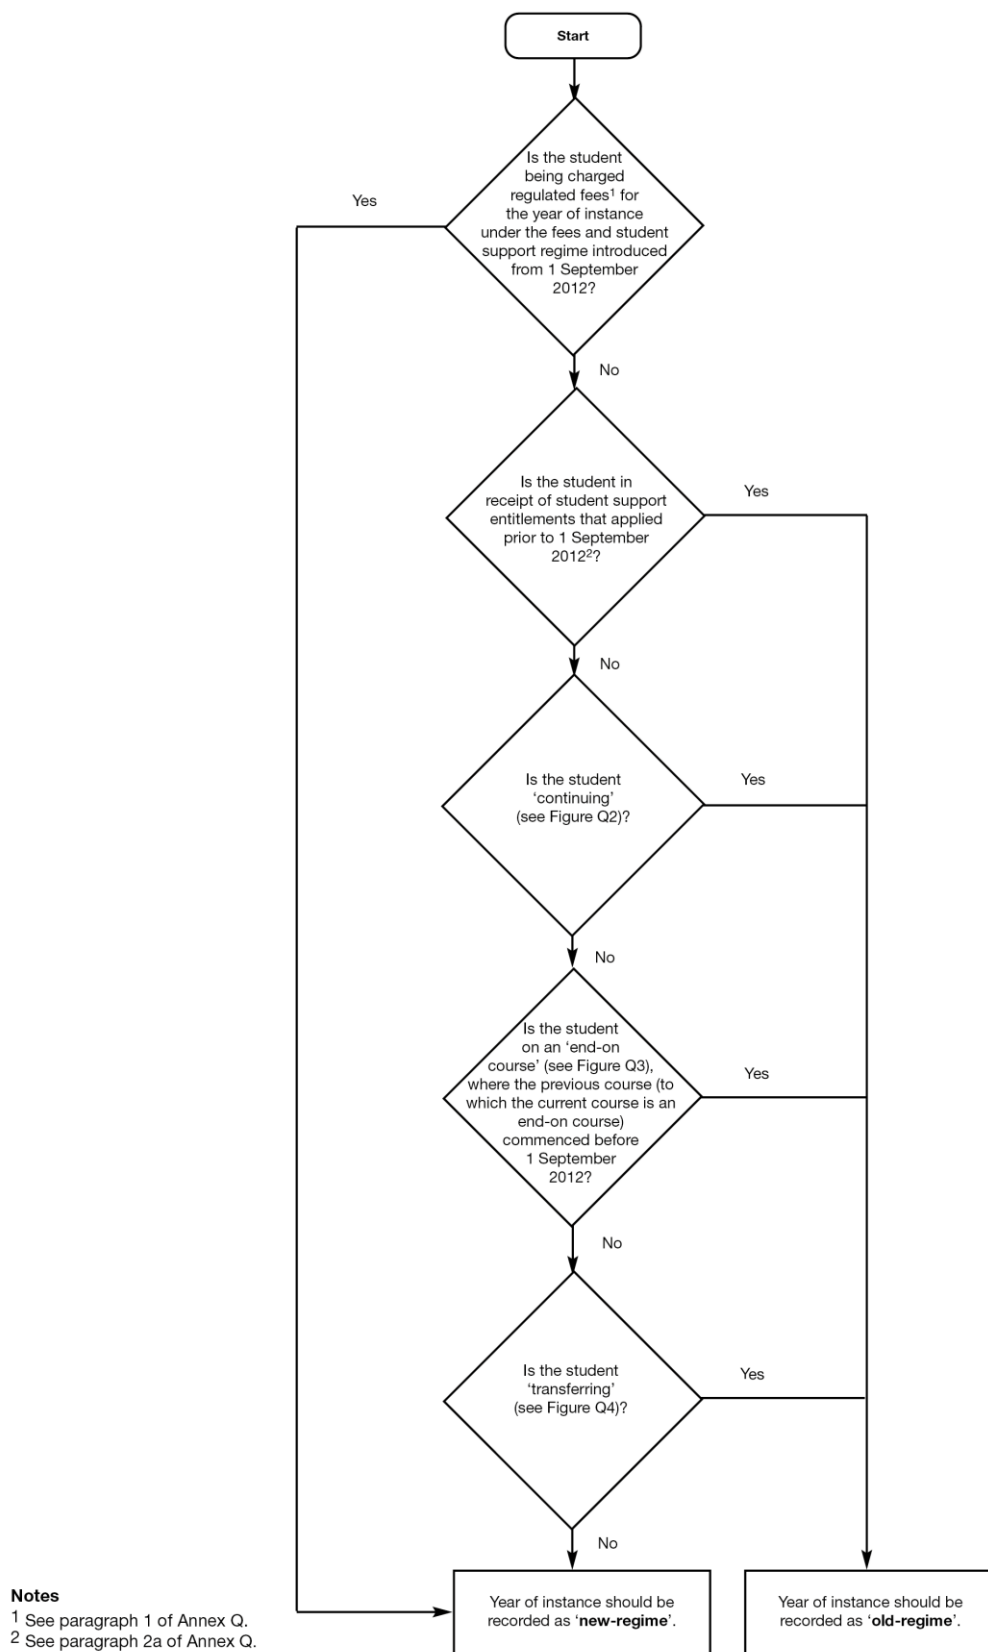 Start
Is the student
being charged
regulated fees¹ for
the year of instance
under the fees and student
support regime introduced
from 1 September
2012?
Yes
No
Is the student in
receipt of student support
entitlements that applied
prior to 1 September
2012²?
Yes
No
Is the student
‘continuing’
(see Figure Q2)?
Yes
No
Is the student
on an ‘end-on
course’ (see Figure Q3),
where the previous course (to
which the current course is an
end-on course)
commenced before
1 September
2012?
Yes
No
Is the student
‘transferring’
(see Figure Q4)?
Yes
No
Year of instance should be
recorded as ‘new-regime’.
Year of instance should be
recorded as ‘old-regime’.
Notes
1 See paragraph 1 of Annex Q.
2 See paragraph 2a of Annex Q.